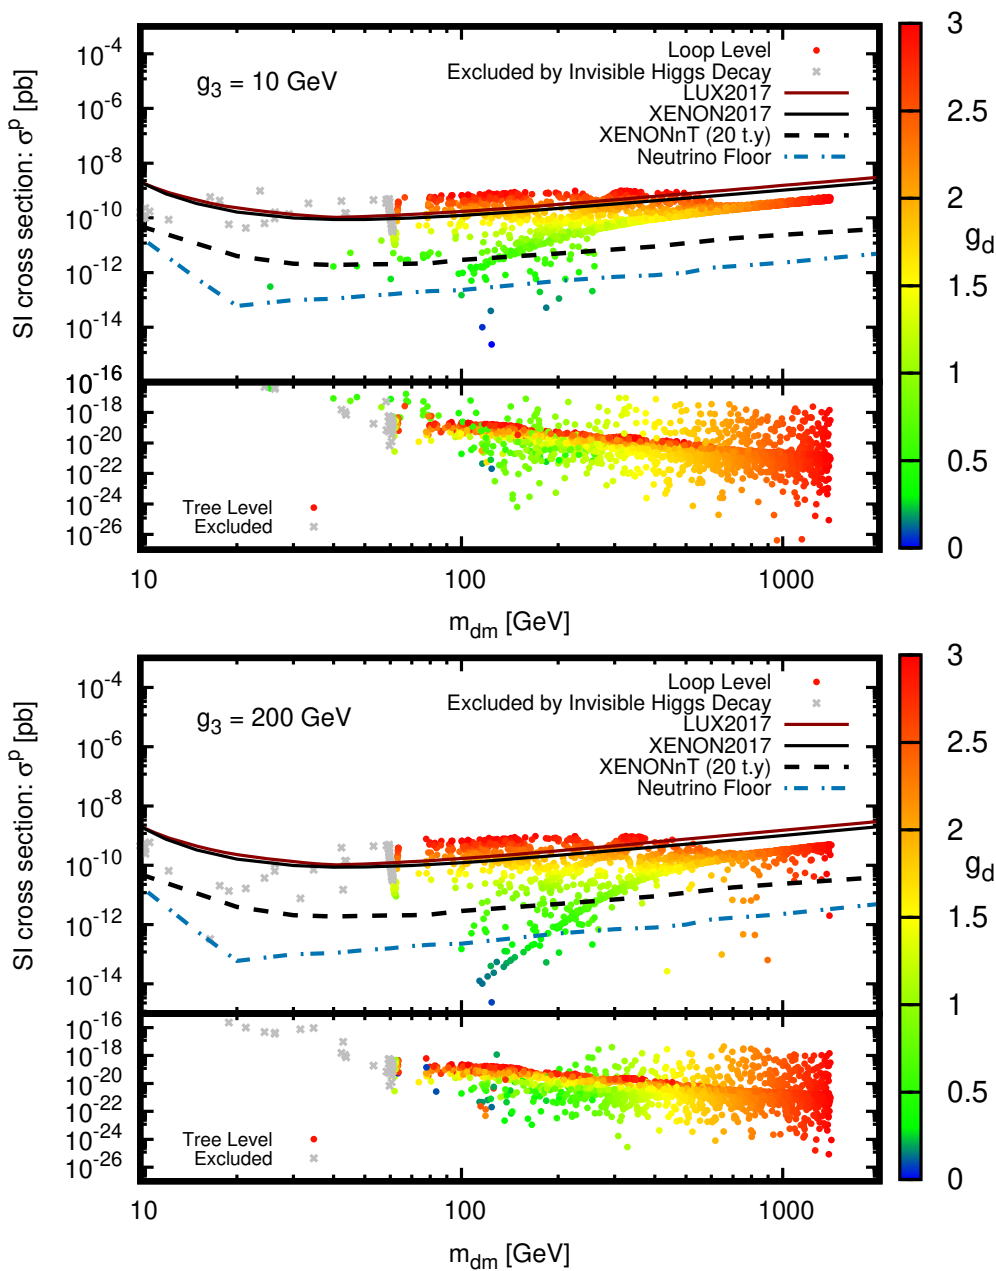 g3 = 10 GeV
Loop Level
Excluded by Invisible Higgs Decay
LUX2017
XENON2017
XENONnT (20 t.y)
Neutrino Floor
SI cross section: σ^p [pb]
10^-4
10^-6
10^-8
10^-10
10^-12
10^-14
10^-16
10^-18
10^-20
10^-22
10^-24
10^-26
Tree Level
Excluded
10 100 1000
m_dm [GeV]
3
2.5
2
1.5
1
0.5
0
g_d
g3 = 200 GeV
Loop Level
Excluded by Invisible Higgs Decay
LUX2017
XENON2017
XENONnT (20 t.y)
Neutrino Floor
SI cross section: σ^p [pb]
10^-4
10^-6
10^-8
10^-10
10^-12
10^-14
10^-16
10^-18
10^-20
10^-22
10^-24
10^-26
Tree Level
Excluded
10 100 1000
m_dm [GeV]
3
2.5
2
1.5
1
0.5
0
g_d